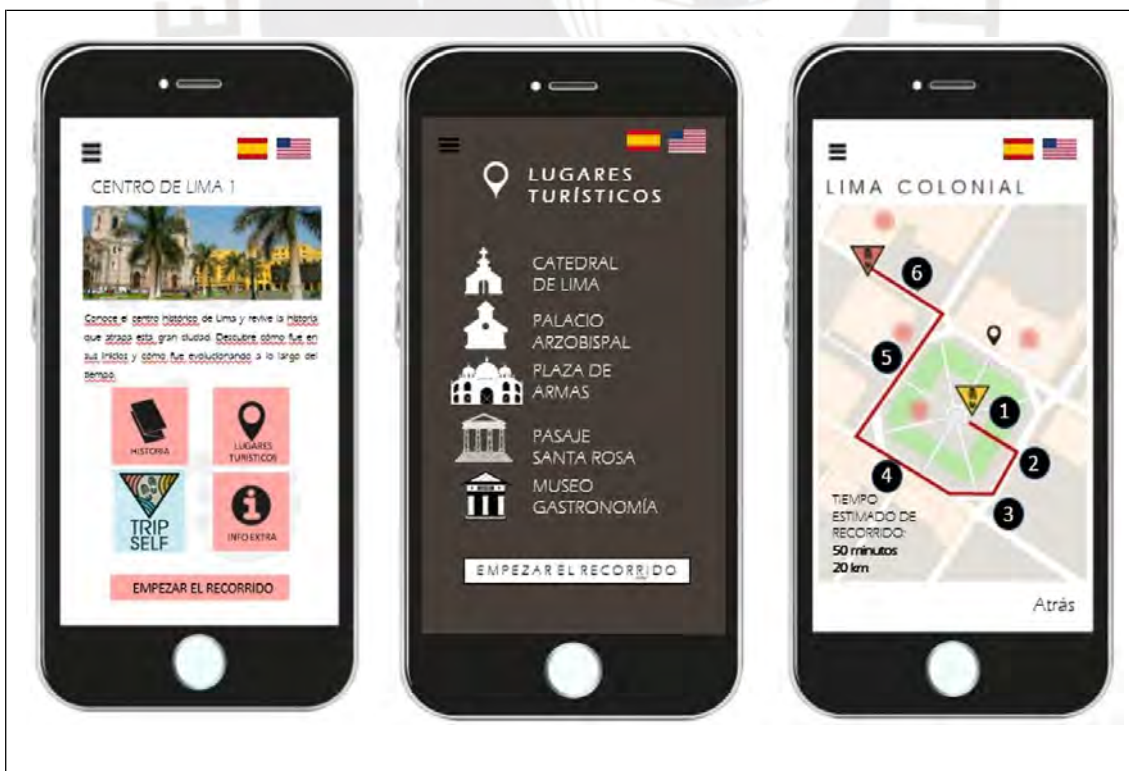 CENTRO DE LIMA 1
Conoce el centro histórico de Lima y revive la historia
que atrapa esta gran ciudad. Descubre cómo fue en
sus inicios y cómo fue evolucionando a lo largo del
tiempo.
HISTORIA
LUGARES
TURISTICOS
TRIP
SELF
INFO EXTRA
EMPEZAR EL RECORRIDO
LUGARES
TURÍSTICOS
CATEDRAL
DE LIMA
PALACIO
ARZOBISPAL
PLAZA DE
ARMAS
PASAJE
SANTA ROSA
MUSEO
GASTRONOMÍA
EMPEZAR EL RECORRIDO
LIMA COLONIAL
6
5
1
2
4
3
TIEMPO
ESTIMADO DE
RECORRIDO:
50 minutos
20 km
Atrás